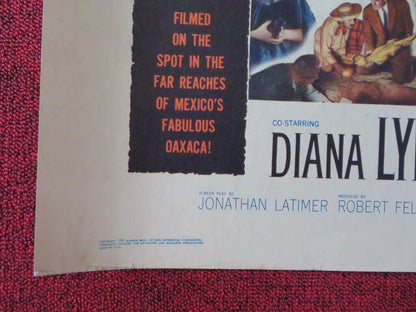 FILMED
ON THE
SPOT IN THE
FAR REACHES
OF MEXICO'S
FABULOUS
OAXACA!
CO-STARRING
DIANA LY
SCREEN PLAY BY
JONATHAN LATIMER
PRODUCED BY
ROBERT FEL